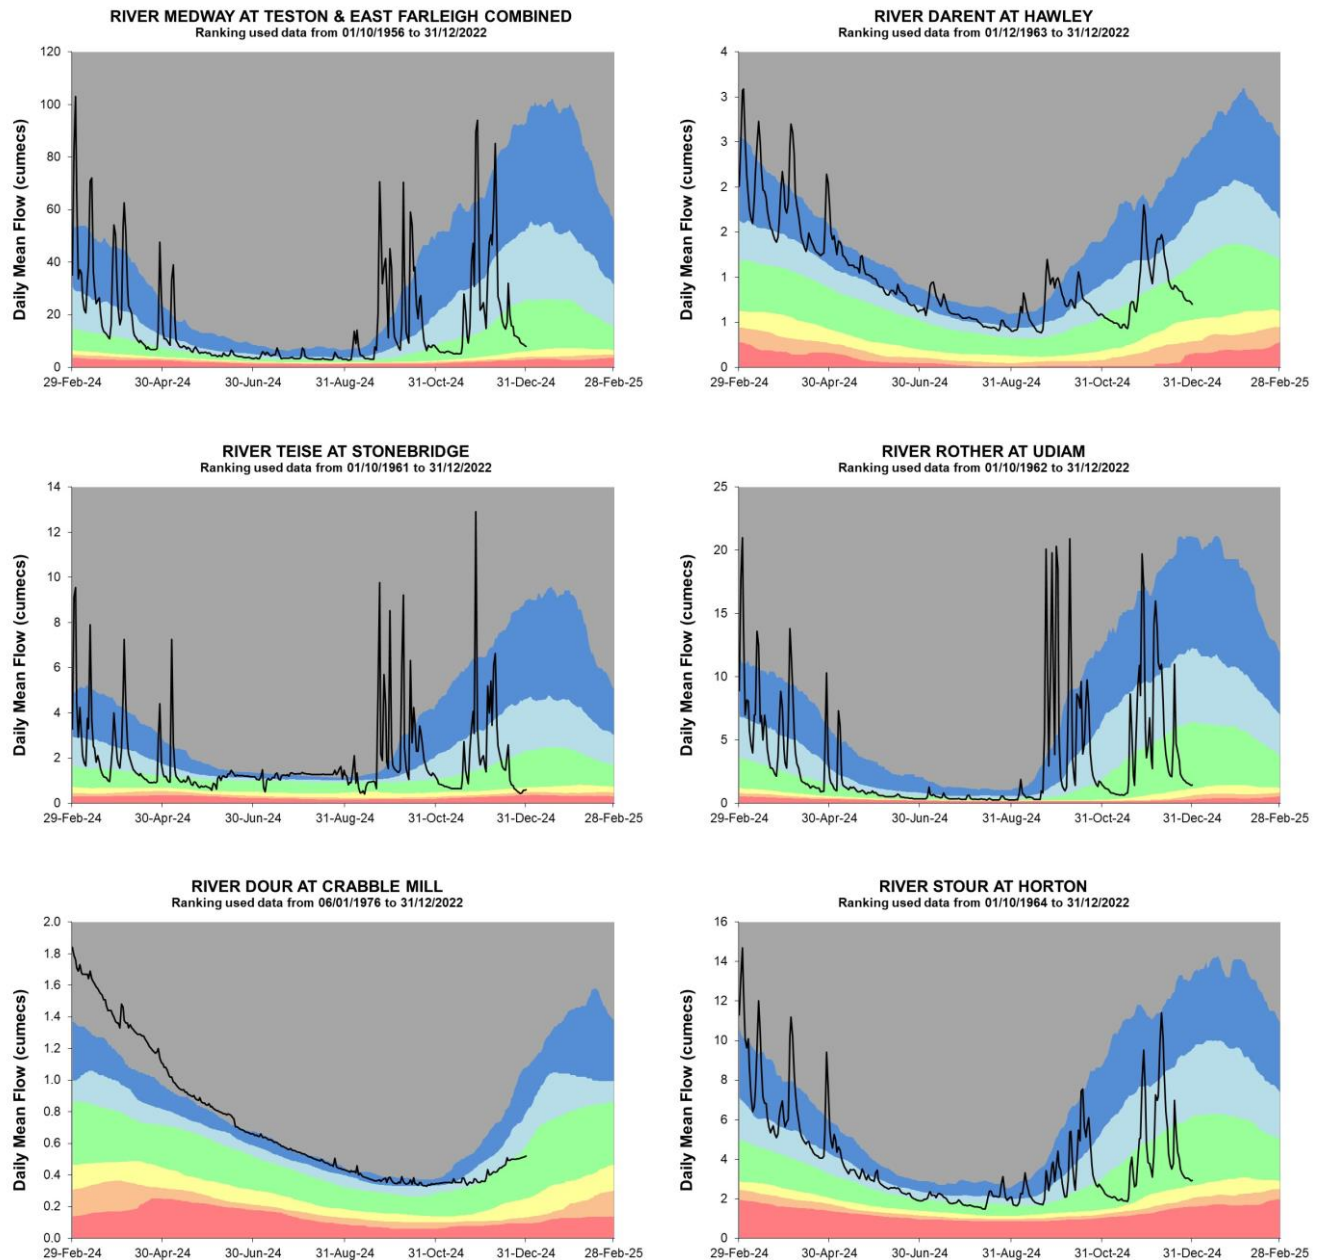 RIVER MEDWAY AT TESTON & EAST FARLEIGH COMBINED
Ranking used data from 01/10/1956 to 31/12/2022
120
100
80
60
40
20
0
Daily Mean Flow (cumecs)
29-Feb-24 30-Apr-24 30-Jun-24 31-Aug-24 31-Oct-24 31-Dec-24 28-Feb-25
RIVER DARENT AT HAWLEY
Ranking used data from 01/12/1963 to 31/12/2022
4
3
3
2
2
1
1
0
Daily Mean Flow (cumecs)
29-Feb-24 30-Apr-24 30-Jun-24 31-Aug-24 31-Oct-24 31-Dec-24 28-Feb-25
RIVER TEISE AT STONEBRIDGE
Ranking used data from 01/10/1961 to 31/12/2022
14
12
10
8
6
4
2
0
Daily Mean Flow (cumecs)
29-Feb-24 30-Apr-24 30-Jun-24 31-Aug-24 31-Oct-24 31-Dec-24 28-Feb-25
RIVER ROTHER AT UDIAM
Ranking used data from 01/10/1962 to 31/12/2022
25
20
15
10
5
0
Daily Mean Flow (cumecs)
29-Feb-24 30-Apr-24 30-Jun-24 31-Aug-24 31-Oct-24 31-Dec-24 28-Feb-25
RIVER DOUR AT CRABBLE MILL
Ranking used data from 06/01/1976 to 31/12/2022
2.0
1.8
1.6
1.4
1.2
1.0
0.8
0.6
0.4
0.2
0.0
Daily Mean Flow (cumecs)
29-Feb-24 30-Apr-24 30-Jun-24 31-Aug-24 31-Oct-24 31-Dec-24 28-Feb-25
RIVER STOUR AT HORTON
Ranking used data from 01/10/1964 to 31/12/2022
16
14
12
10
8
6
4
2
0
Daily Mean Flow (cumecs)
29-Feb-24 30-Apr-24 30-Jun-24 31-Aug-24 31-Oct-24 31-Dec-24 28-Feb-25